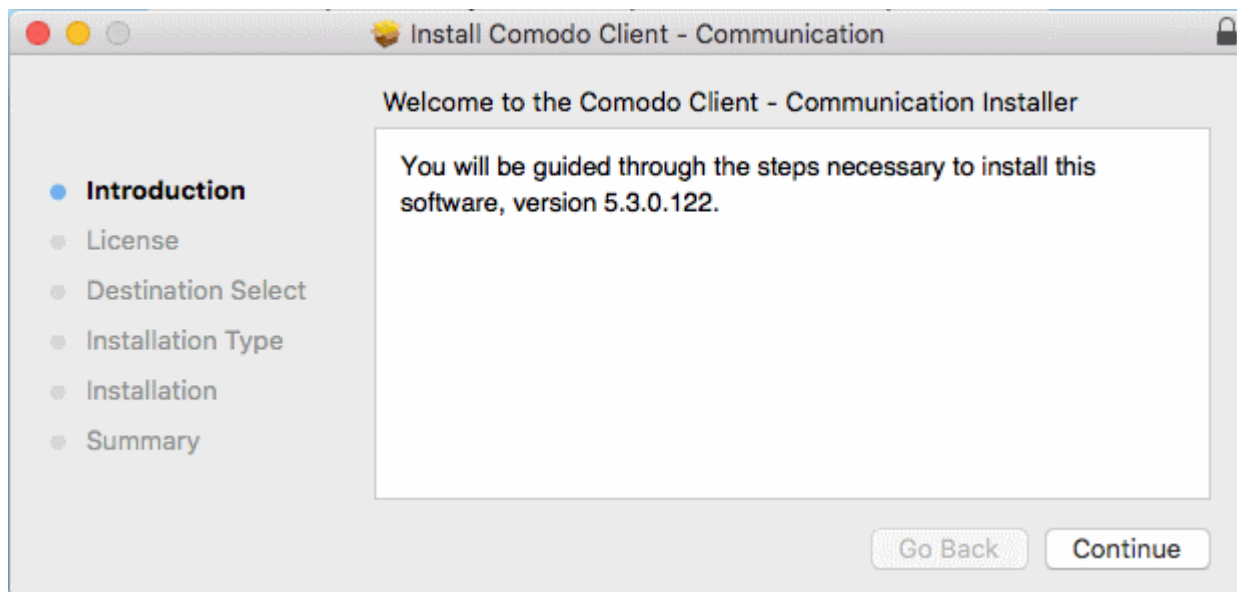 Install Comodo Client - Communication
Welcome to the Comodo Client - Communication Installer
Introduction
License
Destination Select
Installation Type
Installation
Summary
You will be guided through the steps necessary to install this
software, version 5.3.0.122.
Go Back
Continue